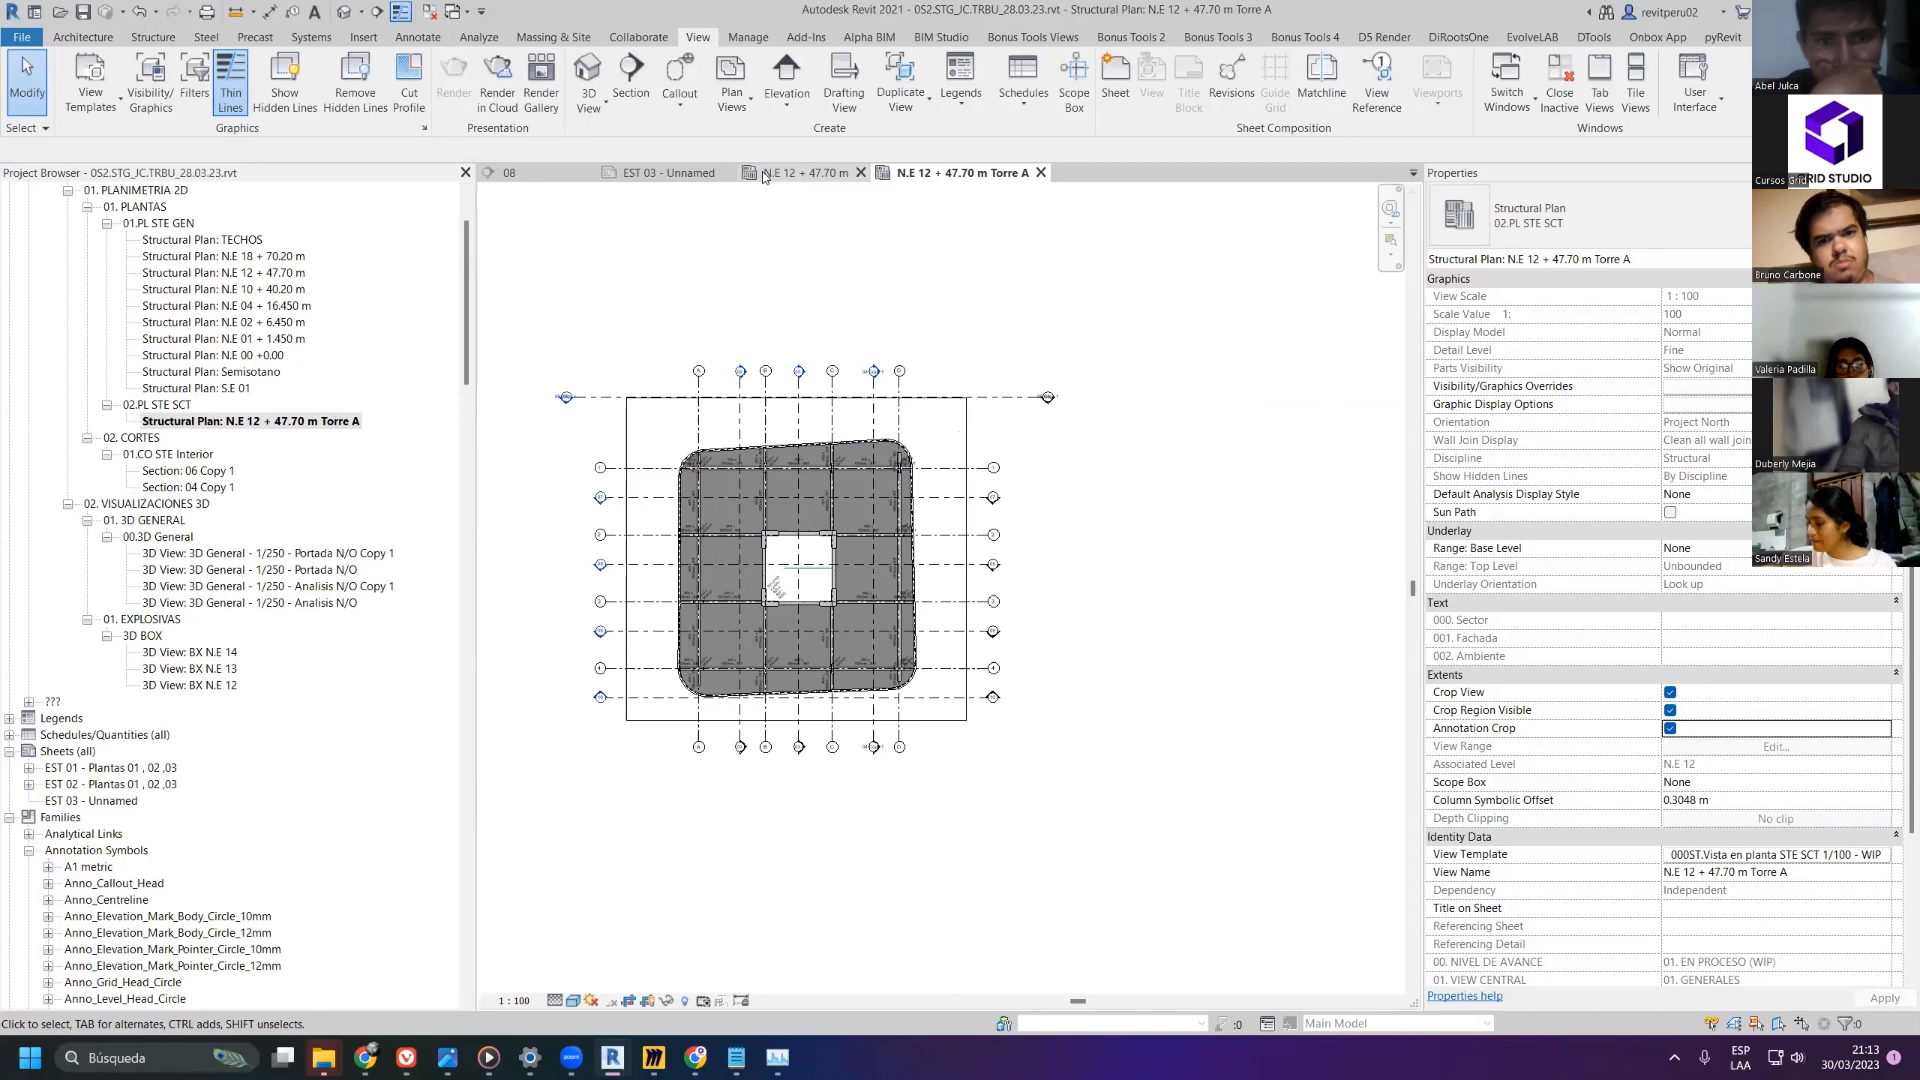 Autodesk Revit 2021 - 0S2.STG_JC.TRBU_28.03.23.rvt - Structural Plan: N.E 12 + 47.70 m Torre A
revitperu02
File Architecture Structure Steel Precast Systems Insert Annotate Analyze Massing & Site Collaborate View Manage Add-Ins Alpha BIM BIM Studio Bonus Tools Views Bonus Tools 2 Bonus Tools 3 Bonus Tools 4 D5 Render DiRootsOne EvolveLAB DTools Onbox App pyRevit
Modify
View Templates
Visibility/ Graphics
Filters
Thin Lines
Show Hidden Lines
Remove Hidden Lines
Cut Profile
Render
Render in Cloud
Render Gallery
3D View
Section
Callout
Plan Views
Elevation
Drafting View
Duplicate View
Legends
Schedules
Scope Box
Sheet
View
Title Block
Revisions
Guide Grid
Matchline
View Reference
Viewports
Switch Windows
Close Inactive
Tab Views
Tile Views
User Interface
Select
Graphics
Presentation
Create
Sheet Composition
Windows
Project Browser - 0S2.STG_JC.TRBU_28.03.23.rvt
01. PLANIMETRIA 2D
01. PLANTAS
01.PL STE GEN
Structural Plan: TECHOS
Structural Plan: N.E 18 + 70.20 m
Structural Plan: N.E 12 + 47.70 m
Structural Plan: N.E 10 + 40.20 m
Structural Plan: N.E 04 + 16.450 m
Structural Plan: N.E 02 + 6.450 m
Structural Plan: N.E 01 + 1.450 m
Structural Plan: N.E 00 +0.00
Structural Plan: Semisotano
Structural Plan: S.E 01
02.PL STE SCT
Structural Plan: N.E 12 + 47.70 m Torre A
02. CORTES
01.CO STE Interior
Section: 06 Copy 1
Section: 04 Copy 1
02. VISUALIZACIONES 3D
01. 3D GENERAL
00.3D General
3D View: 3D General - 1/250 - Portada N/O Copy 1
3D View: 3D General - 1/250 - Portada N/O
3D View: 3D General - 1/250 - Analisis N/O Copy 1
3D View: 3D General - 1/250 - Analisis N/O
01. EXPLOSIVAS
3D BOX
3D View: BX N.E 14
3D View: BX N.E 13
3D View: BX N.E 12
???
Legends
Schedules/Quantities (all)
Sheets (all)
EST 01 - Plantas 01 , 02 ,03
EST 02 - Plantas 01 , 02 ,03
EST 03 - Unnamed
Families
Analytical Links
Annotation Symbols
A1 metric
Anno_Callout_Head
Anno_Centreline
Anno_Elevation_Mark_Body_Circle_10mm
Anno_Elevation_Mark_Body_Circle_12mm
Anno_Elevation_Mark_Pointer_Circle_10mm
Anno_Elevation_Mark_Pointer_Circle_12mm
Anno_Grid_Head_Circle
Anno_Level_Head_Circle
08
EST 03 - Unnamed
N.E 12 + 47.70 m
N.E 12 + 47.70 m Torre A
A B C D
1 1
2 2
3 3
4 4
A B C D
1 : 100
Properties
Structural Plan
02.PL STE SCT
Structural Plan: N.E 12 + 47.70 m Torre A
Graphics
View Scale 1 : 100
Scale Value 1: 100
Display Model Normal
Detail Level Fine
Parts Visibility Show Original
Visibility/Graphics Overrides
Graphic Display Options
Orientation Project North
Wall Join Display Clean all wall join
Discipline Structural
Show Hidden Lines By Discipline
Default Analysis Display Style None
Sun Path
Underlay
Range: Base Level None
Range: Top Level Unbounded
Underlay Orientation Look up
Text
000. Sector
001. Fachada
002. Ambiente
Extents
Crop View
Crop Region Visible
Annotation Crop
View Range Edit...
Associated Level N.E 12
Scope Box None
Column Symbolic Offset 0.3048 m
Depth Clipping No clip
Identity Data
View Template 000ST.Vista en planta STE SCT 1/100 - WIP
View Name N.E 12 + 47.70 m Torre A
Dependency Independent
Title on Sheet
Referencing Sheet
Referencing Detail
00. NIVEL DE AVANCE 01. EN PROCESO (WIP)
01. VIEW CENTRAL 01. GENERALES
Properties help
Apply
Abel Julca
Cursos Grid
GRID STUDIO
Bruno Carbone
Valeria Padilla
Duberly Mejia
Sandy Estela
Click to select, TAB for alternates, CTRL adds, SHIFT unselects.
:0
Main Model
:0
Búsqueda
ESP
LAA
21:13
30/03/2023
1